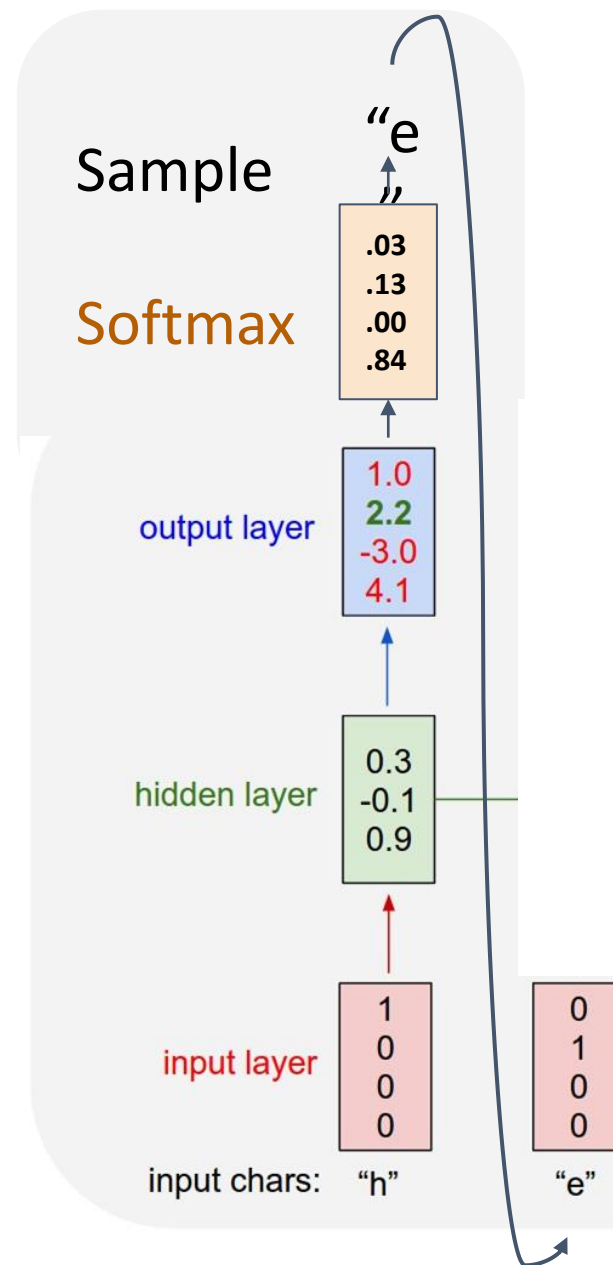 “e
”
Sample
.03
.13
.00
.84
Softmax
1.0
2.2
-3.0
4.1
output layer
0.3
-0.1
0.9
hidden layer
1
0
0
0
input layer
0
1
0
0
input chars: “h” “e”